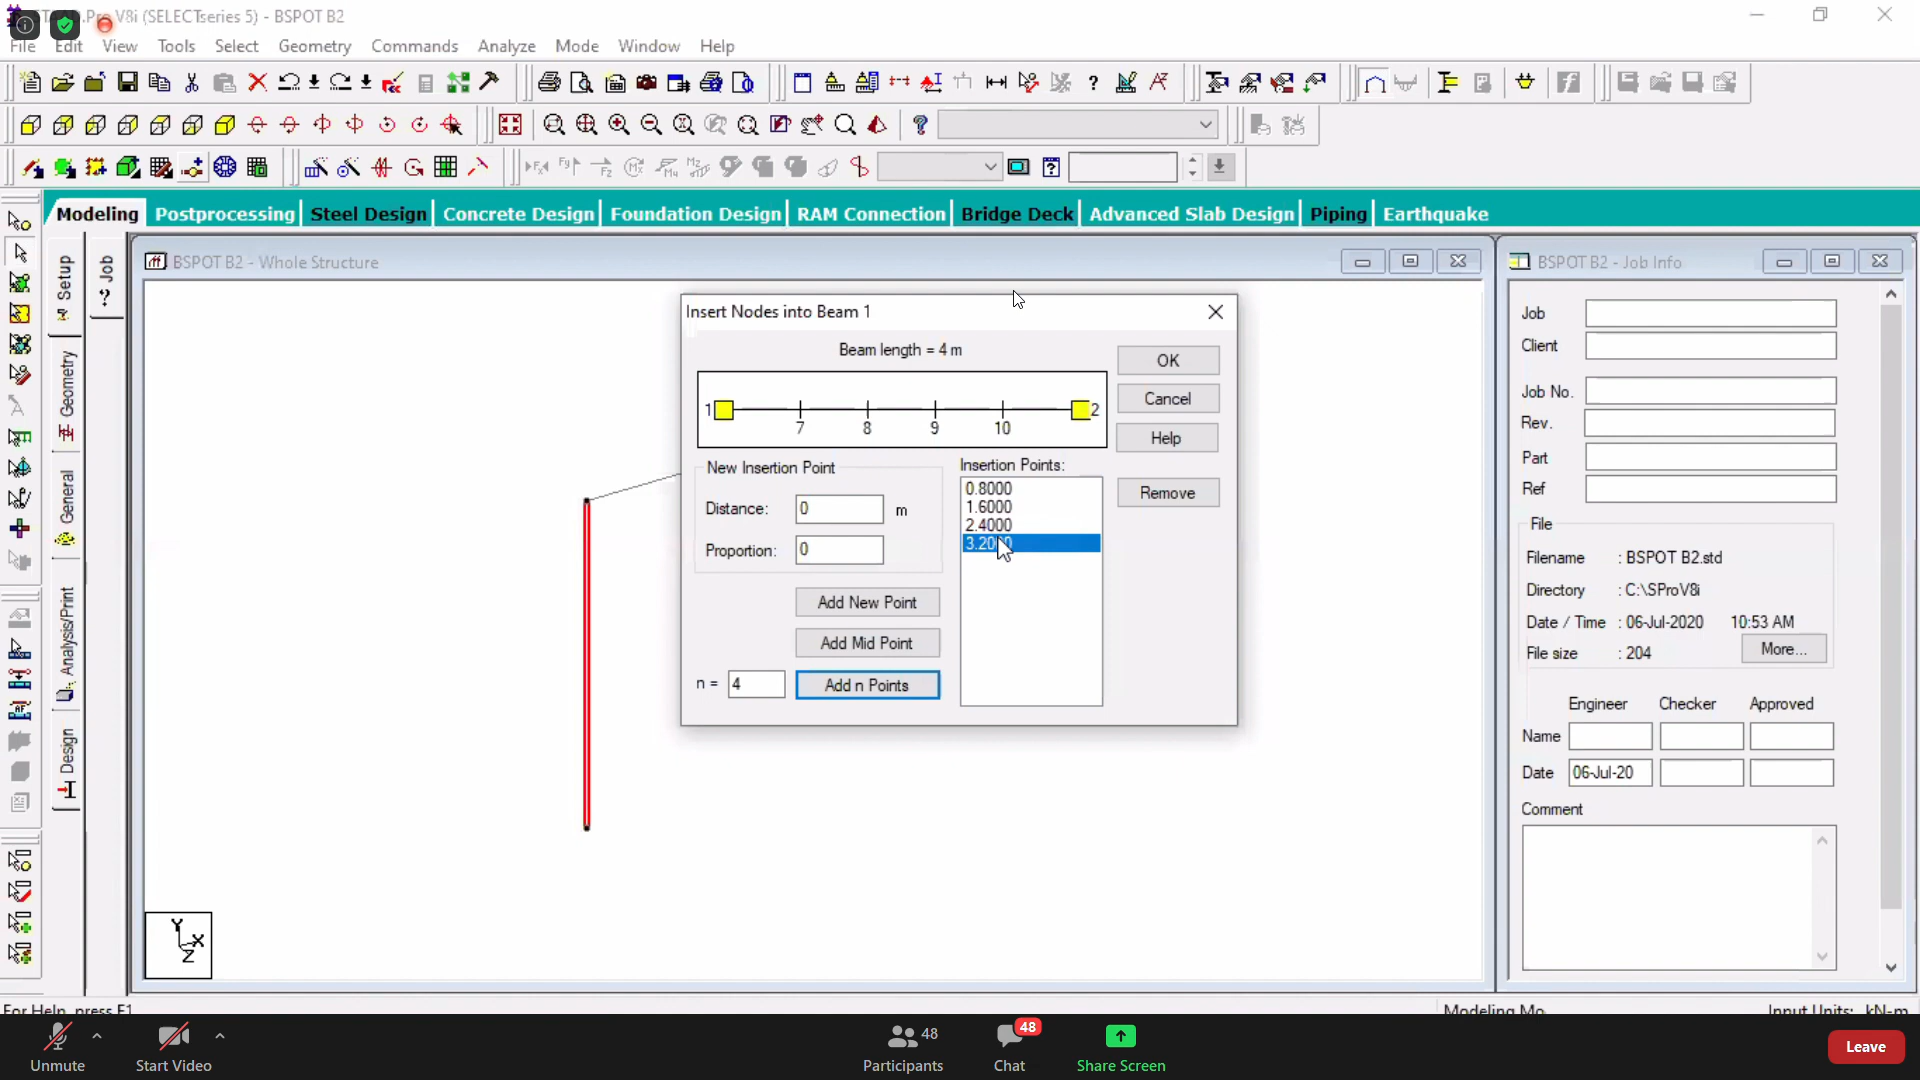 .Pro V8i (SELECTseries 5) - BSPOT B2
File Edit View Tools Select Geometry Commands Analyze Mode Window Help
Modeling Postprocessing Steel Design Concrete Design Foundation Design RAM Connection Bridge Deck Advanced Slab Design Piping Earthquake
Setup
Geometry
General
Analysis/Print
Design
Job
BSPOT B2 - Whole Structure
Insert Nodes into Beam 1
Beam length = 4 m
1 2
7 8 9 10
New Insertion Point
Distance: 0 m
Proportion: 0
Add New Point
Add Mid Point
n = 4 Add n Points
Insertion Points:
0.8000
1.6000
2.4000
3.2000
OK
Cancel
Help
Remove
Y
X
Z
BSPOT B2 - Job Info
Job
Client
Job No.
Rev.
Part
Ref
File
Filename : BSPOT B2.std
Directory : C:\SProV8i
Date / Time : 06-Jul-2020 10:53 AM
File size : 204 More...
Engineer Checker Approved
Name
Date 06-Jul-20
Comment
For Help, press F1 Modeling Mo Input Units: kN-m
Unmute
Start Video
48
Participants
48
Chat
Share Screen
Leave